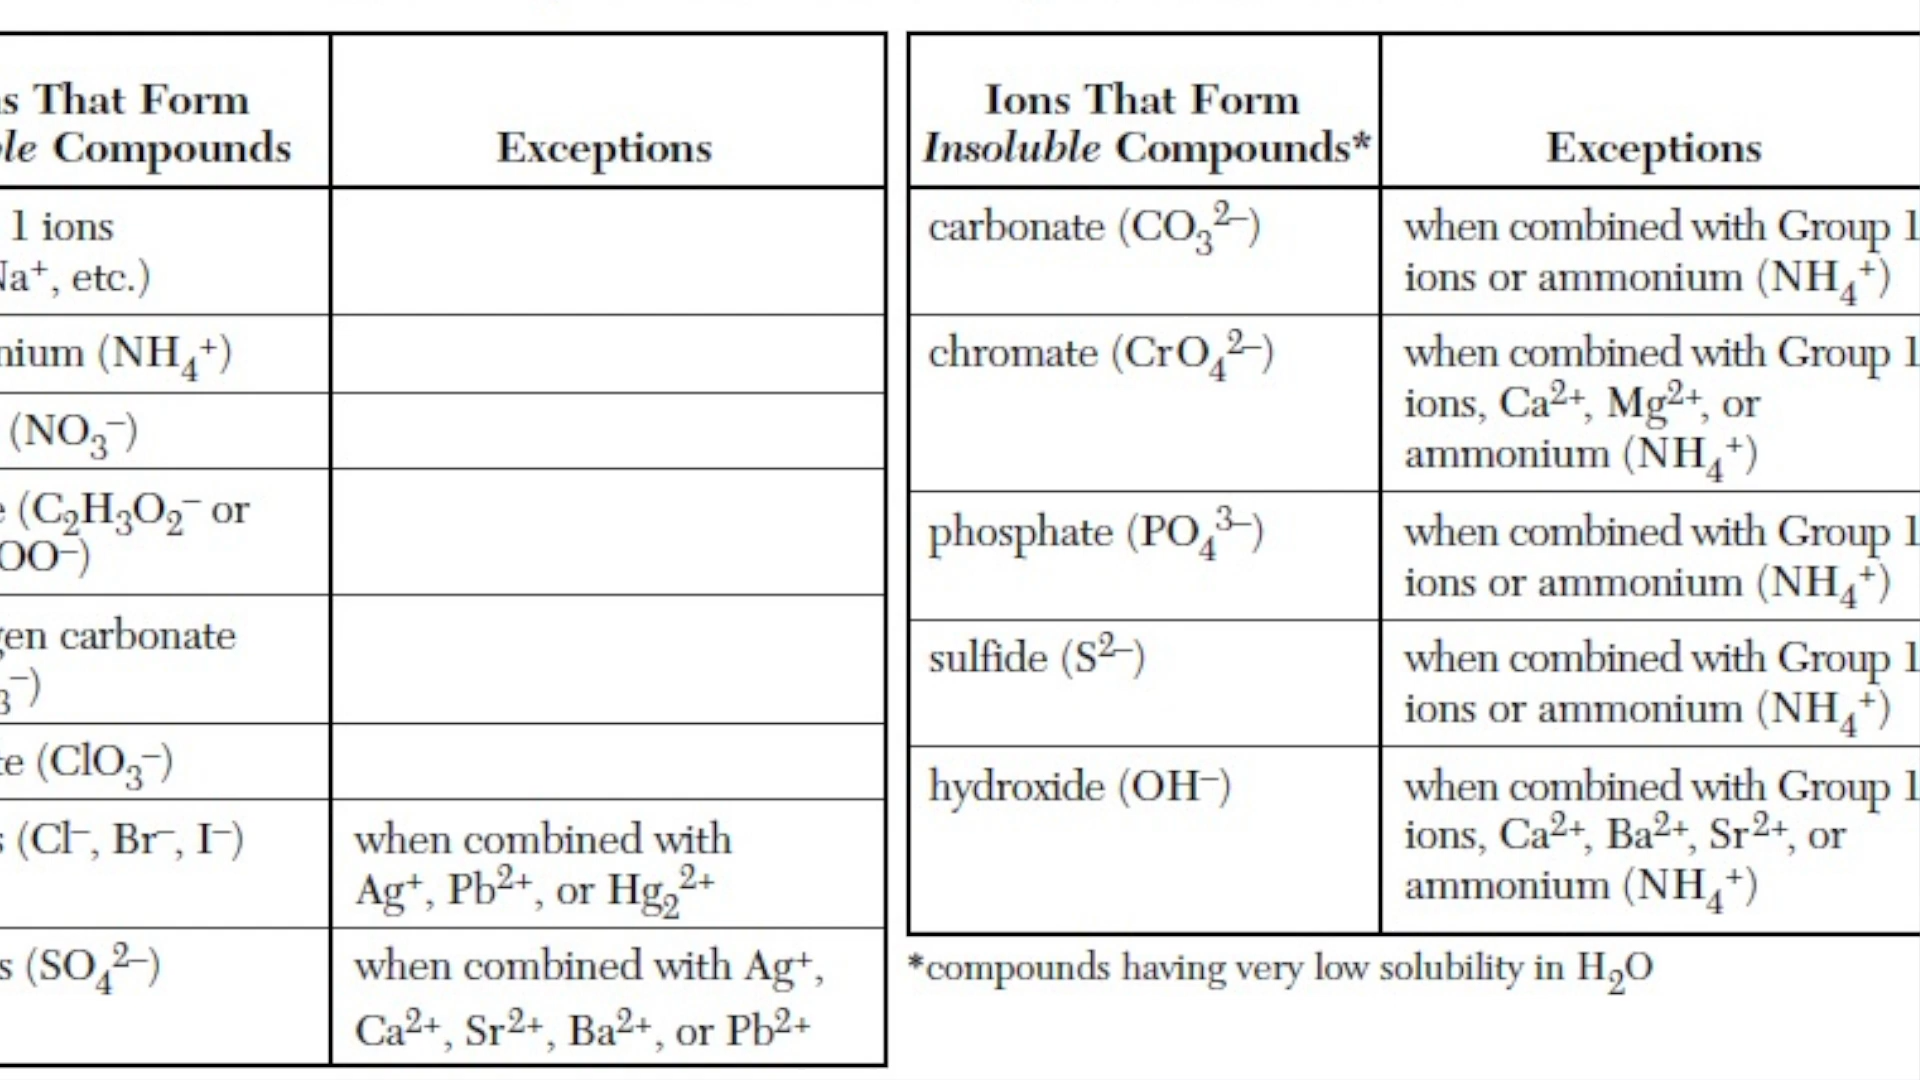 s That Form
le Compounds
Exceptions
1 ions
Na⁺, etc.)
nium (NH₄⁺)
(NO₃⁻)
e (C₂H₃O₂⁻ or
OO⁻)
gen carbonate
₃⁻)
te (ClO₃⁻)
s (Cl⁻, Br⁻, I⁻)
when combined with
Ag⁺, Pb²⁺, or Hg₂²⁺
s (SO₄²⁻)
when combined with Ag⁺,
Ca²⁺, Sr²⁺, Ba²⁺, or Pb²⁺
Ions That Form
Insoluble Compounds*
Exceptions
carbonate (CO₃²⁻)
when combined with Group 1
ions or ammonium (NH₄⁺)
chromate (CrO₄²⁻)
when combined with Group 1
ions, Ca²⁺, Mg²⁺, or
ammonium (NH₄⁺)
phosphate (PO₄³⁻)
when combined with Group 1
ions or ammonium (NH₄⁺)
sulfide (S²⁻)
when combined with Group 1
ions or ammonium (NH₄⁺)
hydroxide (OH⁻)
when combined with Group 1
ions, Ca²⁺, Ba²⁺, Sr²⁺, or
ammonium (NH₄⁺)
*compounds having very low solubility in H₂O